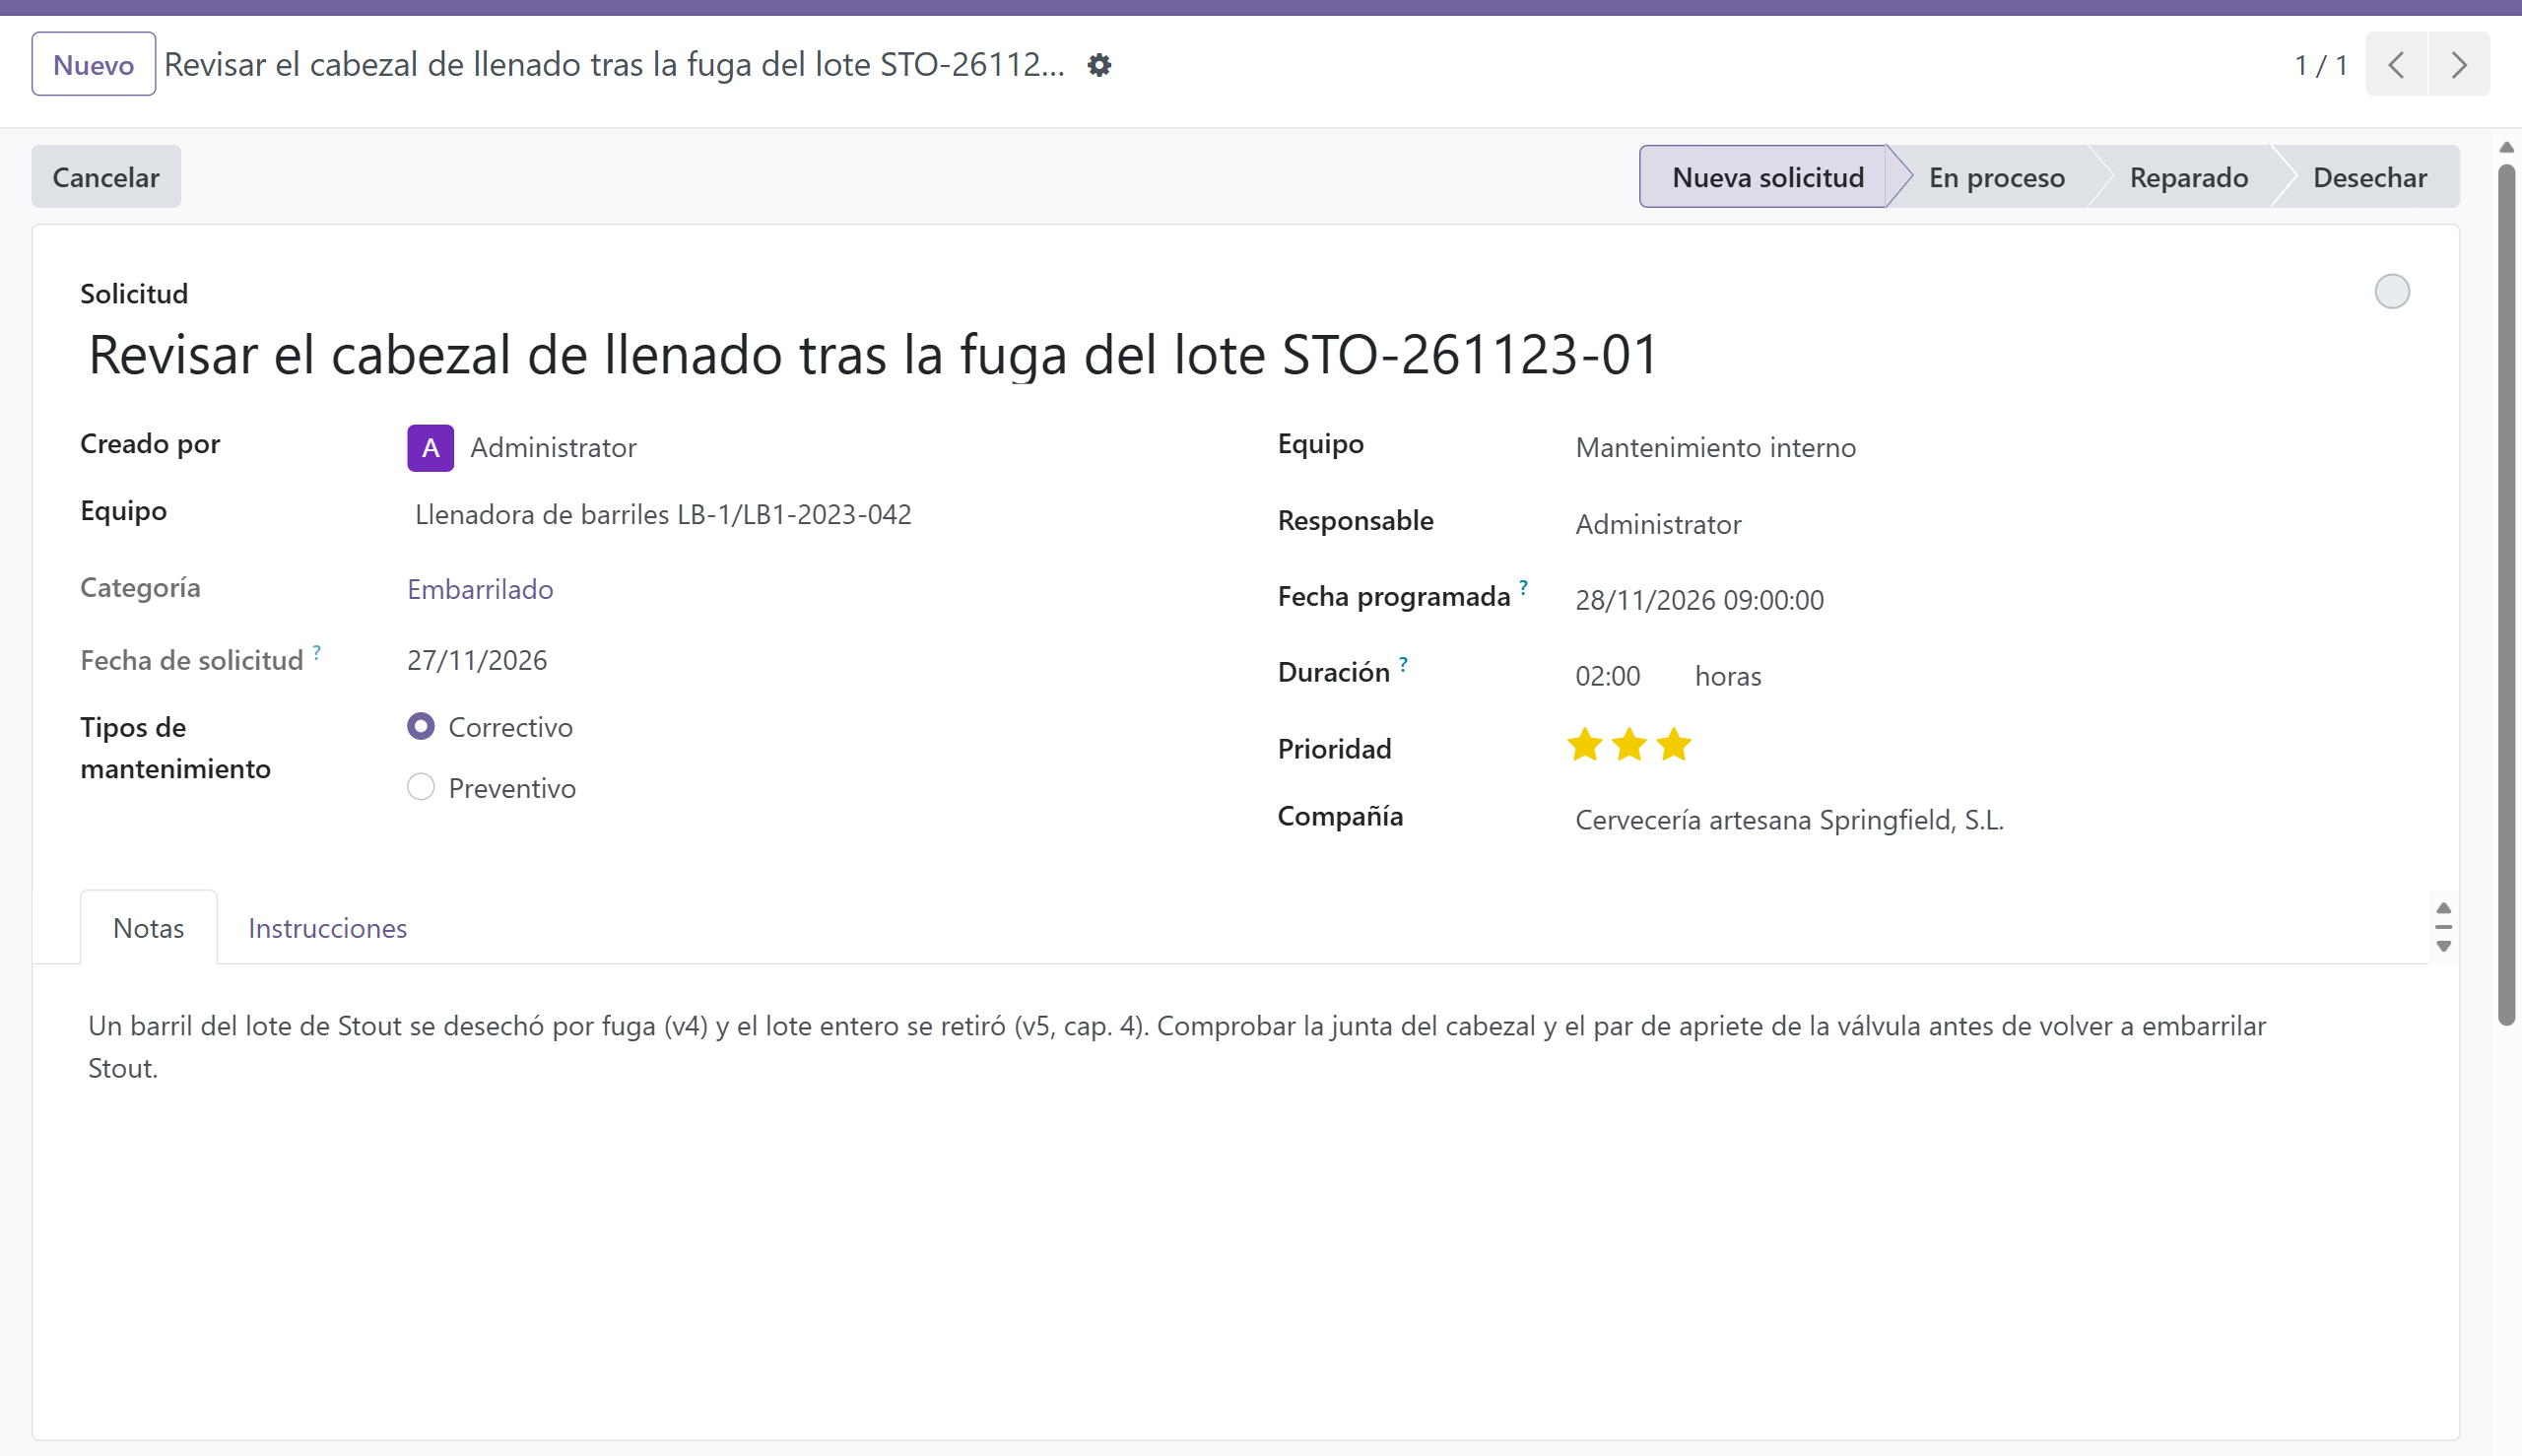 Nuevo
Revisar el cabezal de llenado tras la fuga del lote STO-26112...
1 / 1
Cancelar
Nueva solicitud
En proceso
Reparado
Desechar
Solicitud
Revisar el cabezal de llenado tras la fuga del lote STO-261123-01
Creado por
A Administrator
Equipo
Llenadora de barriles LB-1/LB1-2023-042
Categoría
Embarrilado
Fecha de solicitud ?
27/11/2026
Tipos de
mantenimiento
Correctivo
Preventivo
Equipo
Mantenimiento interno
Responsable
Administrator
Fecha programada ?
28/11/2026 09:00:00
Duración ?
02:00 horas
Prioridad
Compañía
Cervecería artesana Springfield, S.L.
Notas
Instrucciones
Un barril del lote de Stout se desechó por fuga (v4) y el lote entero se retiró (v5, cap. 4). Comprobar la junta del cabezal y el par de apriete de la válvula antes de volver a embarrilar
Stout.